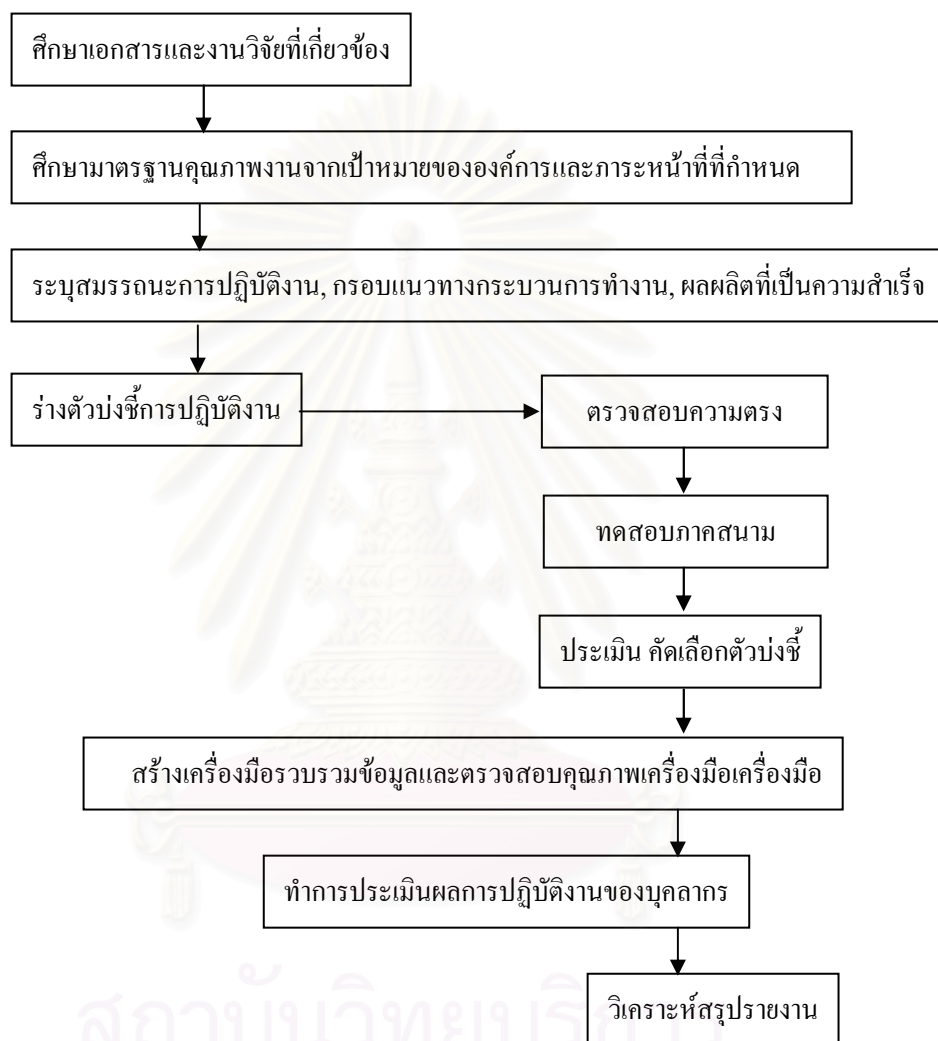 ศึกษาเอกสารและงานวิจัยที่เกี่ยวข้อง
ศึกษามาตรฐานคุณภาพงานจากเป้าหมายขององค์การและภาระหน้าที่ที่กำหนด
ระบุสมรรถนะการปฏิบัติงาน, กรอบแนวทางกระบวนการทำงาน, ผลผลิตที่เป็นความสำเร็จ
ร่างตัวบ่งชี้การปฏิบัติงาน
ตรวจสอบความตรง
ทดสอบภาคสนาม
ประเมิน คัดเลือกตัวบ่งชี้
สร้างเครื่องมือรวบรวมข้อมูลและตรวจสอบคุณภาพเครื่องมือเครื่องมือ
ทำการประเมินผลการปฏิบัติงานของบุคลากร
วิเคราะห์สรุปรายงาน
สถาบันวิทยบริการ